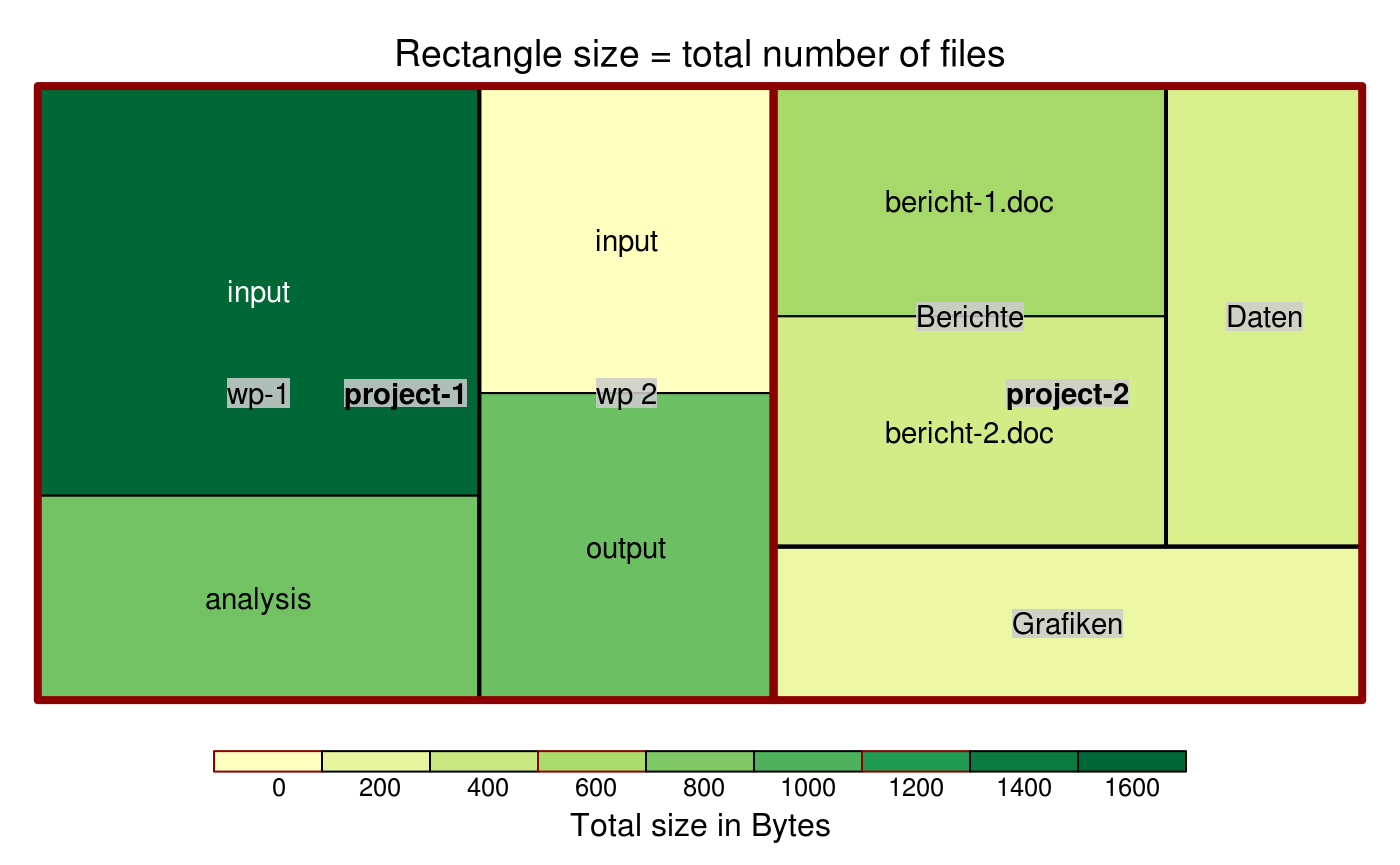 Rectangle size = total number of files
input
input
bericht-1.doc
Berichte
Daten
wp-1
project-1
wp 2
project-2
bericht-2.doc
output
analysis
Grafiken
0 200 400 600 800 1000 1200 1400 1600
Total size in Bytes